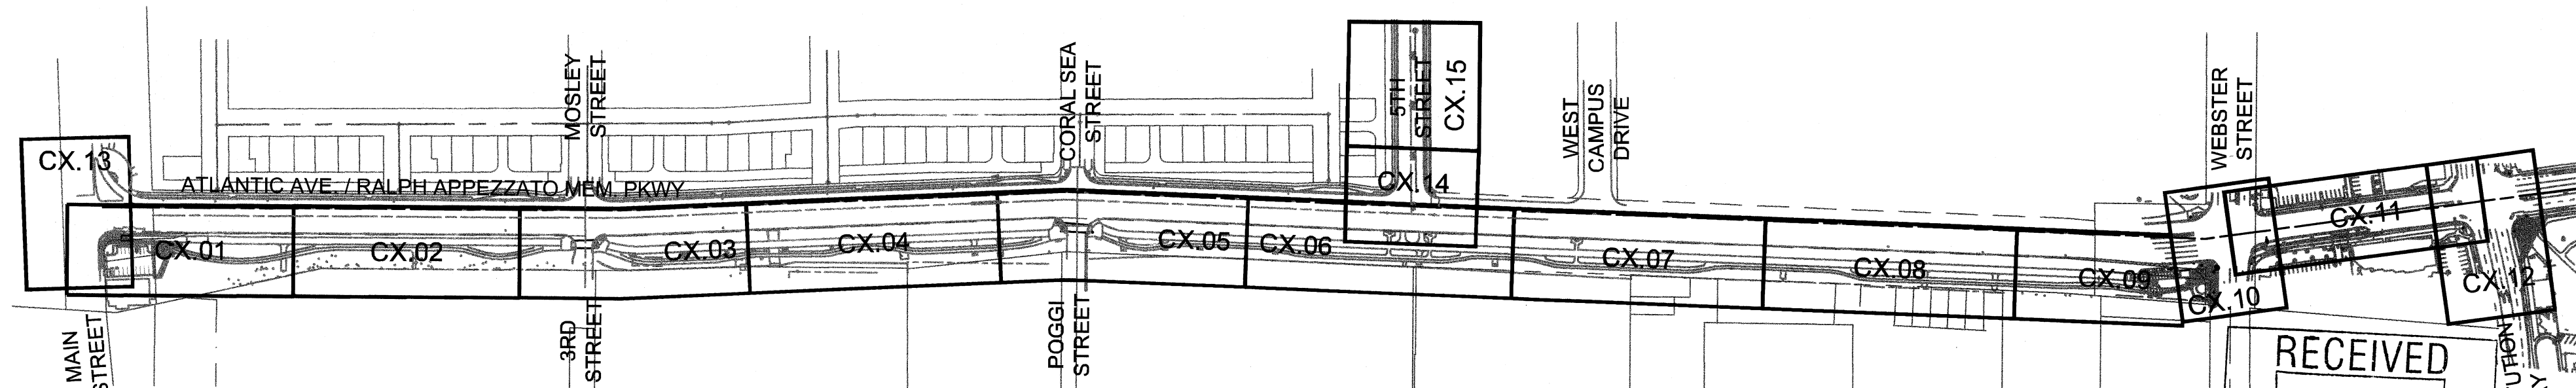 MOSLEY
STREET
CORAL SEA
STREET
5TH
STREET
CX.15
WEST
CAMPUS
DRIVE
WEBSTER
STREET
CX.13
ATLANTIC AVE. / RALPH APPEZZATO MEM. PKWY
CX.14
CX.01
CX.02
CX.03
CX.04
CX.05
CX.06
CX.07
CX.08
CX.09
CX.10
CX.11
CX.12
MAIN
STREET
3RD
STREET
POGGI
STREET
RECEIVED